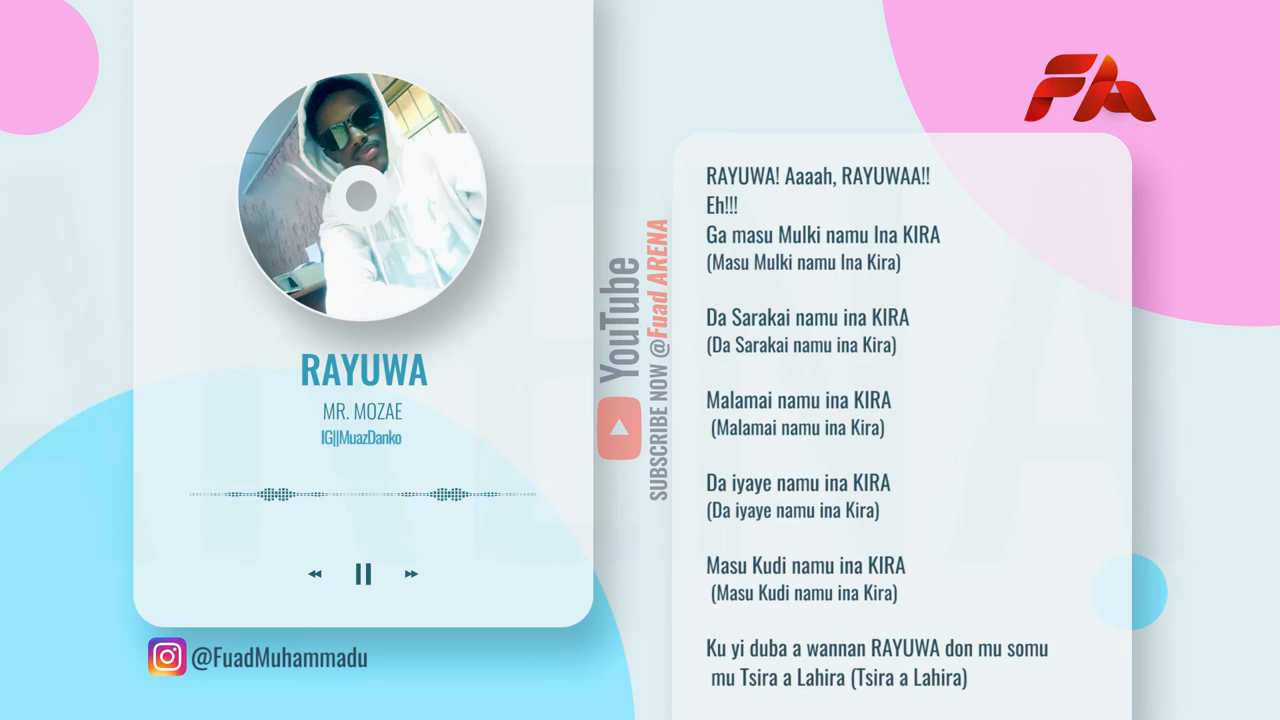 RAYUWA
MR. MOZAE
IG||MuazDanko
@FuadMuhammadu
YouTube
SUBSCRIBE NOW @Fuad ARENA
FA
RAYUWA! Aaaah, RAYUWAA!!
Eh!!!
Ga masu Mulki namu Ina KIRA
(Masu Mulki namu Ina Kira)
Da Sarakai namu ina KIRA
(Da Sarakai namu ina Kira)
Malamai namu ina KIRA
(Malamai namu ina Kira)
Da iyaye namu ina KIRA
(Da iyaye namu ina Kira)
Masu Kudi namu ina KIRA
(Masu Kudi namu ina Kira)
Ku yi duba a wannan RAYUWA don mu somu
mu Tsira a Lahira (Tsira a Lahira)